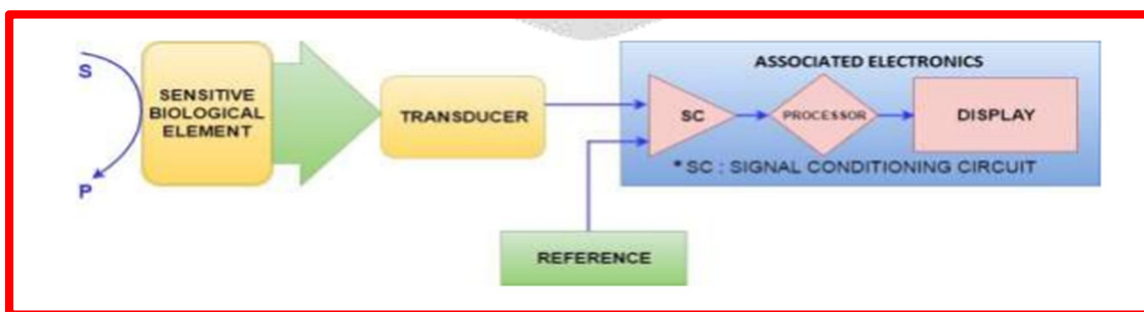 S
P
SENSITIVE
BIOLOGICAL
ELEMENT
TRANSDUCER
REFERENCE
ASSOCIATED ELECTRONICS
SC
PROCESSOR
DISPLAY
* SC : SIGNAL CONDITIONING CIRCUIT